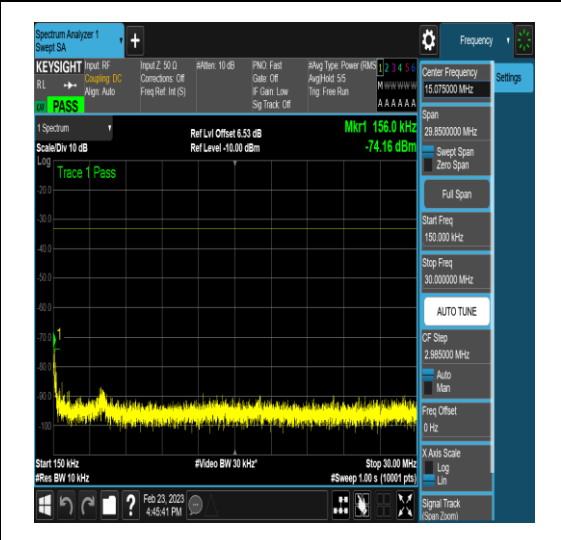 Spectrum Analyzer 1
Swept SA
Frequency
KEYSIGHT
RL
PASS
Input: RF
Coupling: DC
Align: Auto
Input Z: 50 Ω
Corrections: Off
Freq Ref: Int (S)
#Atten: 10 dB
PNO: Fast
Gate: Off
IF Gain: Low
Sig Track: Off
#Avg Type: Power (RMS
Avg|Hold: 5/5
Trig: Free Run
1 2 3 4 5 6
M W W W W W
A A A A A A
1 Spectrum
Scale/Div 10 dB
Ref Lvl Offset 6.53 dB
Ref Level -10.00 dBm
Mkr1 156.0 kHz
-74.16 dBm
Log
Trace 1 Pass
-20.0
-30.0
-40.0
-50.0
-60.0
-70.0
1
-80.0
-90.0
-100
Start 150 kHz
#Res BW 10 kHz
#Video BW 30 kHz*
Stop 30.00 MHz
#Sweep 1.00 s (10001 pts)
Feb 23, 2023
4:45:41 PM
Center Frequency
15.075000 MHz
Settings
Span
29.8500000 MHz
Swept Span
Zero Span
Full Span
Start Freq
150.000 kHz
Stop Freq
30.000000 MHz
AUTO TUNE
CF Step
2.985000 MHz
Auto
Man
Freq Offset
0 Hz
X Axis Scale
Log
Lin
Signal Track
(Span Zoom)